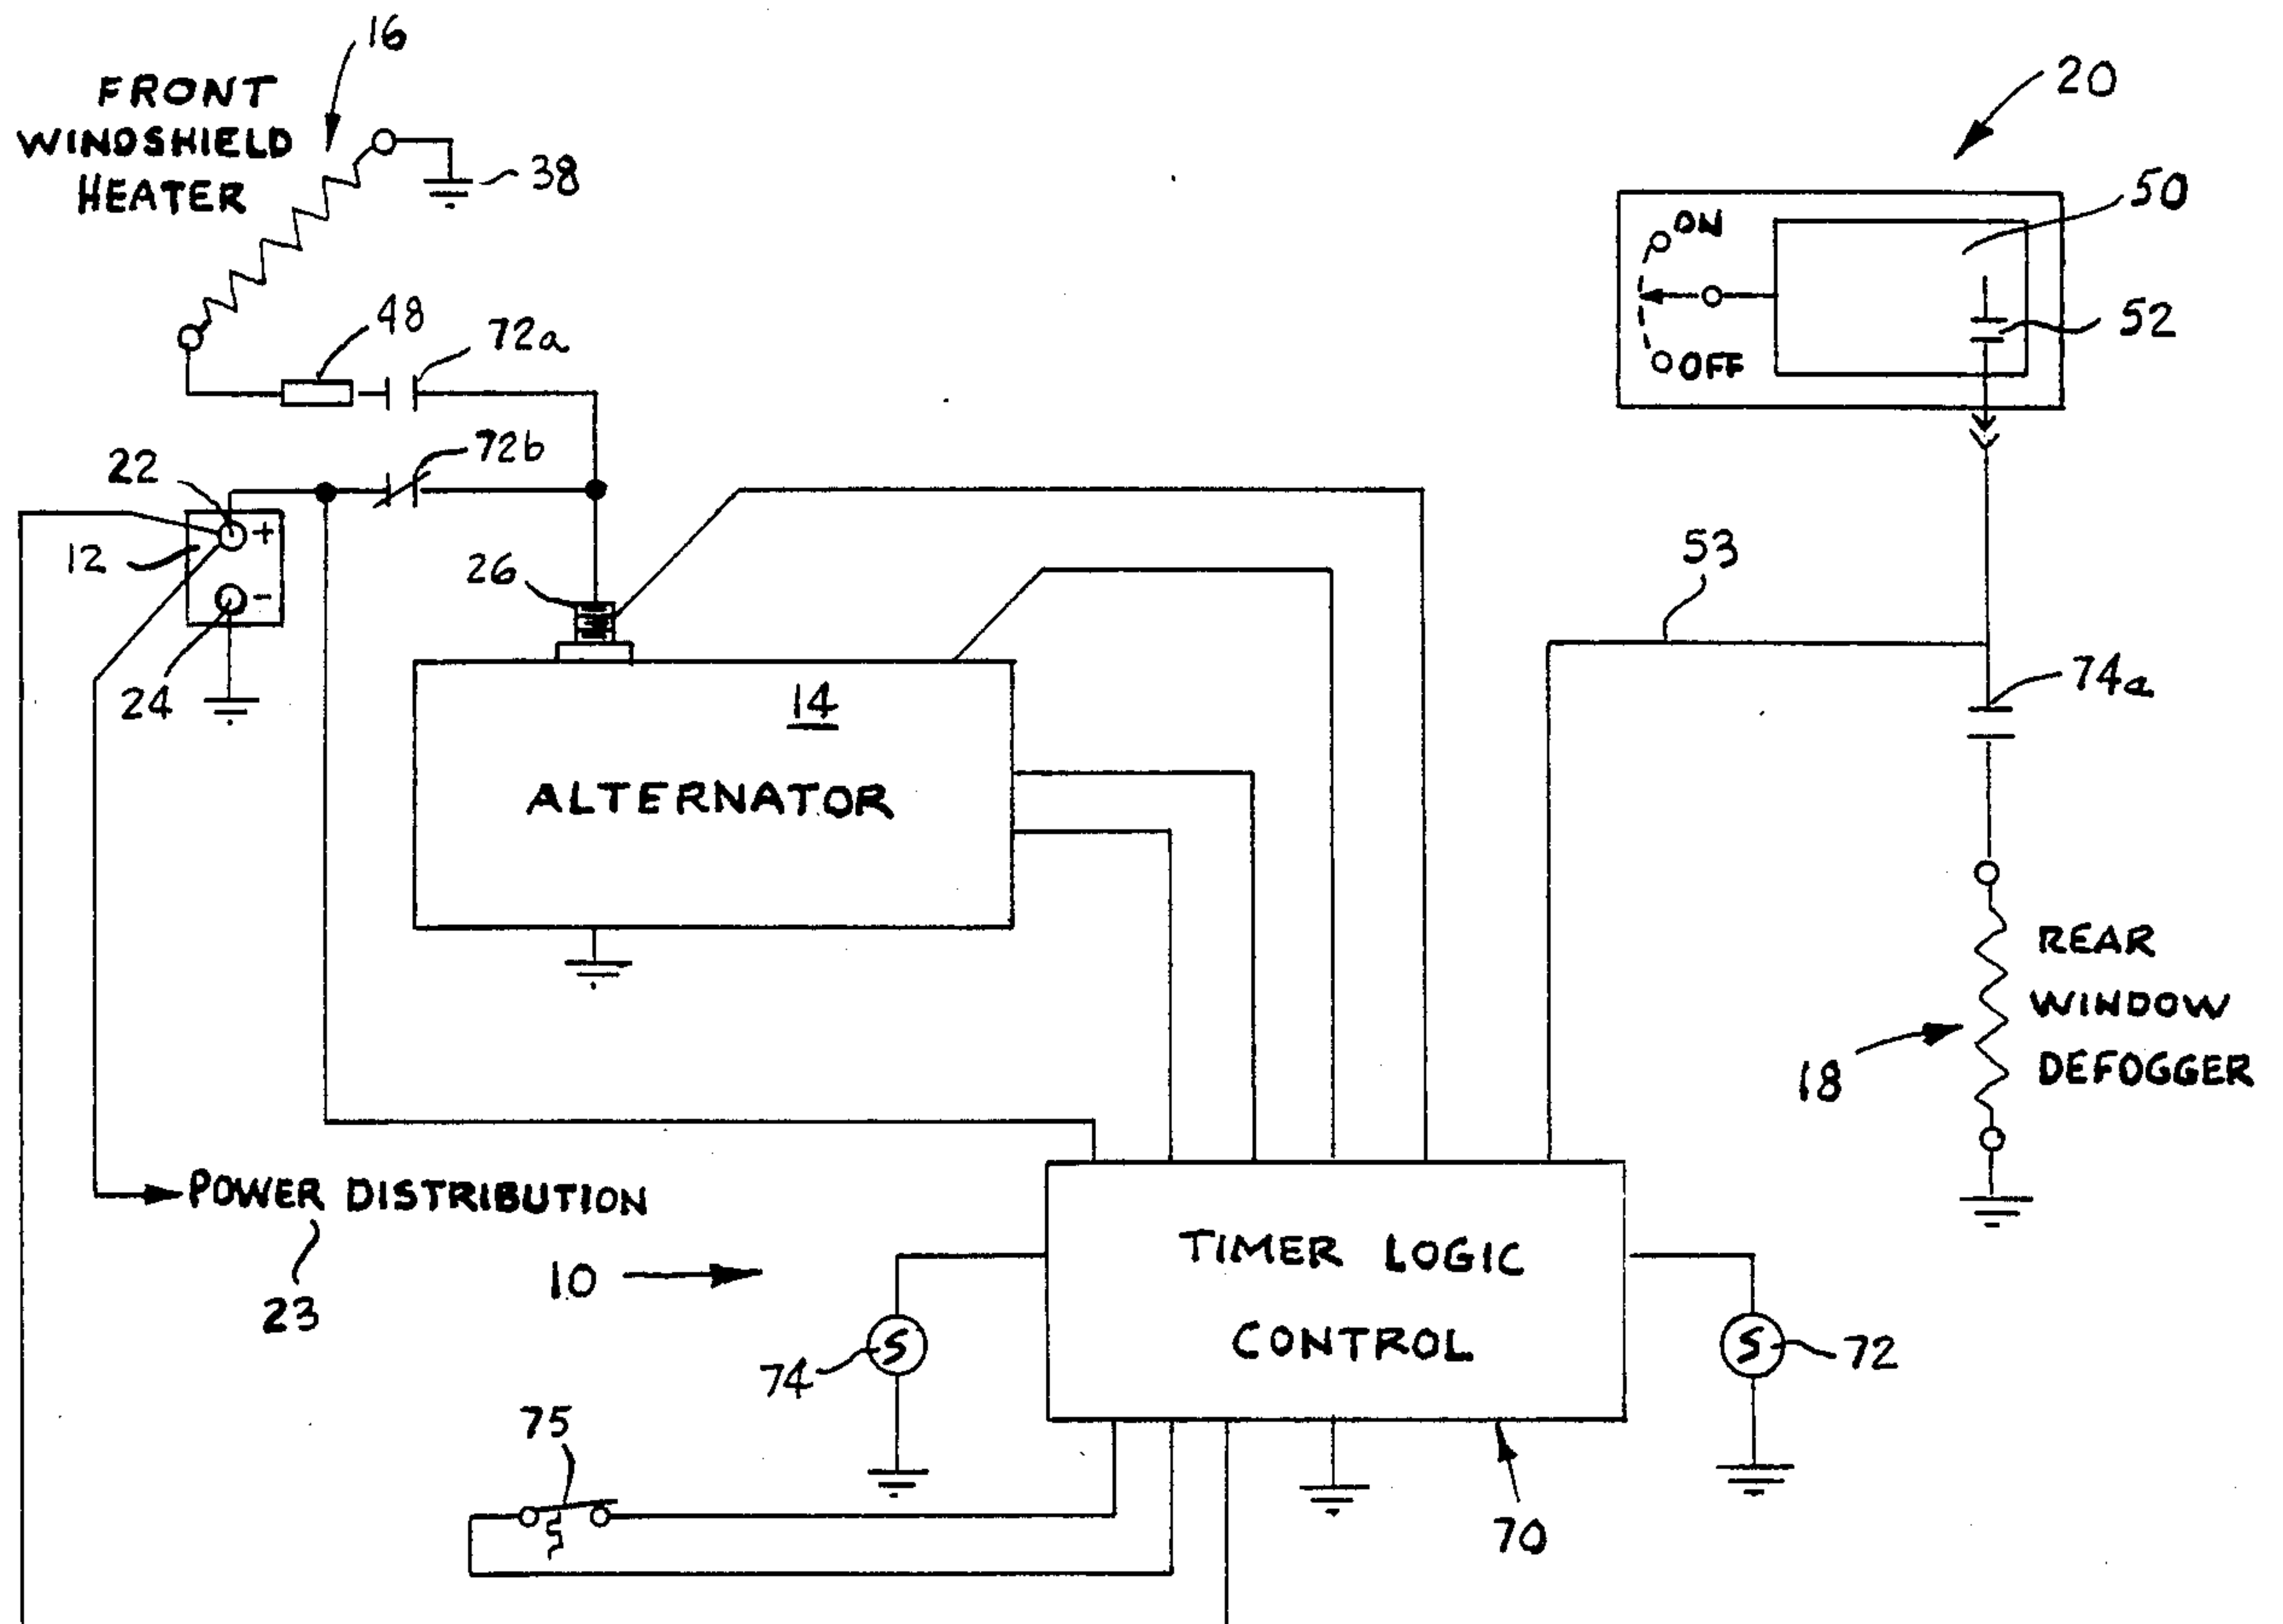 16
FRONT
WINDSHIELD
HEATER
38
20
50
ON
OFF
52
48
72a
72b
22
+
12
-
24
26
53
74a
14
ALTERNATOR
REAR
WINDOW
DEFOGGER
18
POWER DISTRIBUTION
23
10
TIMER LOGIC
CONTROL
S
74
S
72
75
70